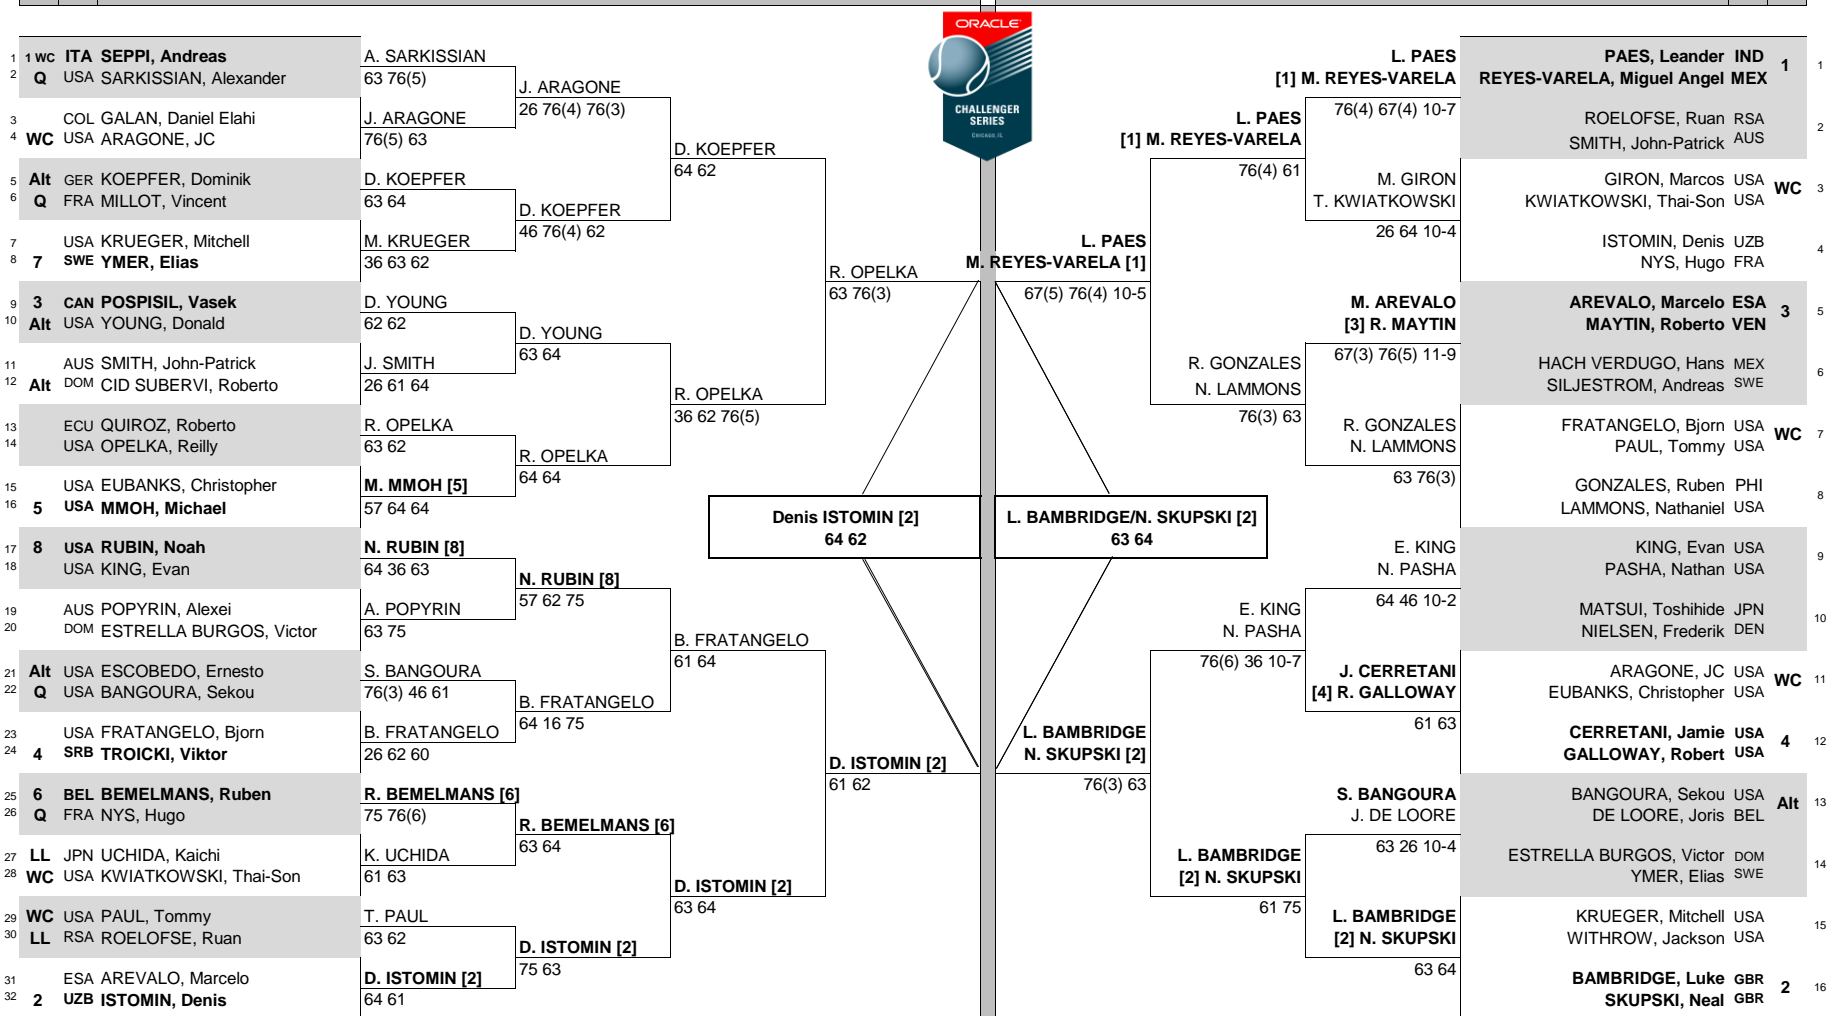 ORACLE
CHALLENGER
SERIES
CHICAGO, IL
1 1 WC ITA SEPPI, Andreas
2 Q USA SARKISSIAN, Alexander
3 COL GALAN, Daniel Elahi
4 WC USA ARAGONE, JC
5 Alt GER KOEPFER, Dominik
6 Q FRA MILLOT, Vincent
7 USA KRUEGER, Mitchell
8 7 SWE YMER, Elias
9 3 CAN POSPISIL, Vasek
10 Alt USA YOUNG, Donald
11 AUS SMITH, John-Patrick
12 Alt DOM CID SUBERVI, Roberto
13 ECU QUIROZ, Roberto
14 USA OPELKA, Reilly
15 USA EUBANKS, Christopher
16 5 USA MMOH, Michael
17 8 USA RUBIN, Noah
18 USA KING, Evan
19 AUS POPYRIN, Alexei
20 DOM ESTRELLA BURGOS, Victor
21 Alt USA ESCOBEDO, Ernesto
22 Q USA BANGOURA, Sekou
23 USA FRATANGELO, Bjorn
24 4 SRB TROICKI, Viktor
25 6 BEL BEMELMANS, Ruben
26 Q FRA NYS, Hugo
27 LL JPN UCHIDA, Kaichi
28 WC USA KWIATKOWSKI, Thai-Son
29 WC USA PAUL, Tommy
30 LL RSA ROELOFSE, Ruan
31 ESA AREVALO, Marcelo
32 2 UZB ISTOMIN, Denis
A. SARKISSIAN
63 76(5)
J. ARAGONE
76(5) 63
D. KOEPFER
63 64
M. KRUEGER
36 63 62
D. YOUNG
62 62
J. SMITH
26 61 64
R. OPELKA
63 62
M. MMOH [5]
57 64 64
N. RUBIN [8]
64 36 63
A. POPYRIN
63 75
S. BANGOURA
76(3) 46 61
B. FRATANGELO
26 62 60
R. BEMELMANS [6]
75 76(6)
K. UCHIDA
61 63
T. PAUL
63 62
D. ISTOMIN [2]
64 61
J. ARAGONE
26 76(4) 76(3)
D. KOEPFER
46 76(4) 62
D. YOUNG
63 64
R. OPELKA
64 64
N. RUBIN [8]
57 62 75
B. FRATANGELO
64 16 75
R. BEMELMANS [6]
63 64
D. ISTOMIN [2]
75 63
D. KOEPFER
64 62
R. OPELKA
36 62 76(5)
B. FRATANGELO
61 64
D. ISTOMIN [2]
63 64
R. OPELKA
63 76(3)
D. ISTOMIN [2]
61 62
Denis ISTOMIN [2]
64 62
L. BAMBRIDGE/N. SKUPSKI [2]
63 64
L. PAES
M. REYES-VARELA [1]
67(5) 76(4) 10-5
L. BAMBRIDGE
N. SKUPSKI [2]
76(3) 63
L. PAES
[1] M. REYES-VARELA
76(4) 61
R. GONZALES
N. LAMMONS
76(3) 63
E. KING
N. PASHA
76(6) 36 10-7
L. BAMBRIDGE
[2] N. SKUPSKI
61 75
L. PAES
[1] M. REYES-VARELA
76(4) 67(4) 10-7
M. GIRON
T. KWIATKOWSKI
26 64 10-4
M. AREVALO
[3] R. MAYTIN
67(3) 76(5) 11-9
R. GONZALES
N. LAMMONS
63 76(3)
E. KING
N. PASHA
64 46 10-2
J. CERRETANI
[4] R. GALLOWAY
61 63
S. BANGOURA
J. DE LOORE
63 26 10-4
L. BAMBRIDGE
[2] N. SKUPSKI
63 64
PAES, Leander IND 1 1
REYES-VARELA, Miguel Angel MEX
ROELOFSE, Ruan RSA 2
SMITH, John-Patrick AUS
GIRON, Marcos USA WC 3
KWIATKOWSKI, Thai-Son USA
ISTOMIN, Denis UZB 4
NYS, Hugo FRA
AREVALO, Marcelo ESA 3 5
MAYTIN, Roberto VEN
HACH VERDUGO, Hans MEX 6
SILJESTROM, Andreas SWE
FRATANGELO, Bjorn USA WC 7
PAUL, Tommy USA
GONZALES, Ruben PHI 8
LAMMONS, Nathaniel USA
KING, Evan USA 9
PASHA, Nathan USA
MATSUI, Toshihide JPN 10
NIELSEN, Frederik DEN
ARAGONE, JC USA WC 11
EUBANKS, Christopher USA
CERRETANI, Jamie USA 4 12
GALLOWAY, Robert USA
BANGOURA, Sekou USA Alt 13
DE LOORE, Joris BEL
ESTRELLA BURGOS, Victor DOM 14
YMER, Elias SWE
KRUEGER, Mitchell USA 15
WITHROW, Jackson USA
BAMBRIDGE, Luke GBR 2 16
SKUPSKI, Neal GBR